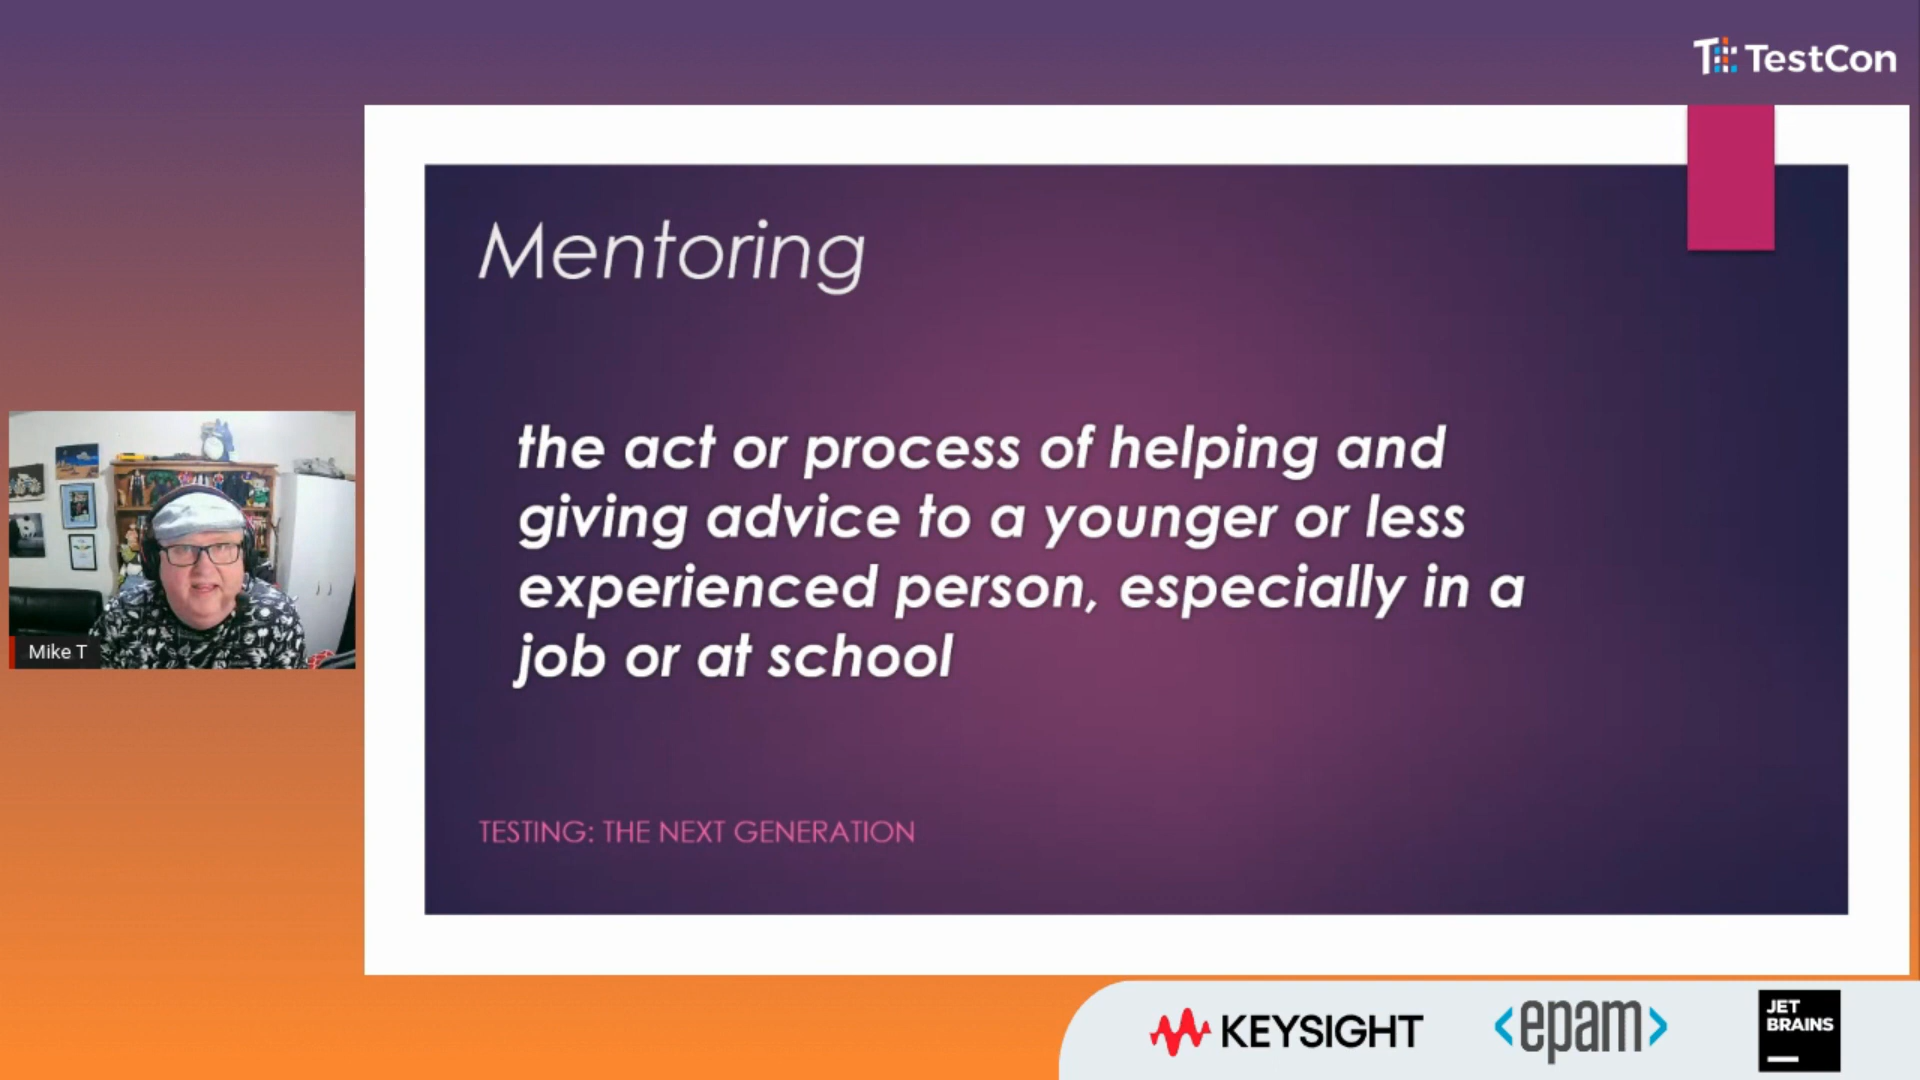 TestCon
Mentoring
the act or process of helping and
giving advice to a younger or less
experienced person, especially in a
job or at school
TESTING: THE NEXT GENERATION
Mike T
KEYSIGHT
<epam>
JET
BRAINS